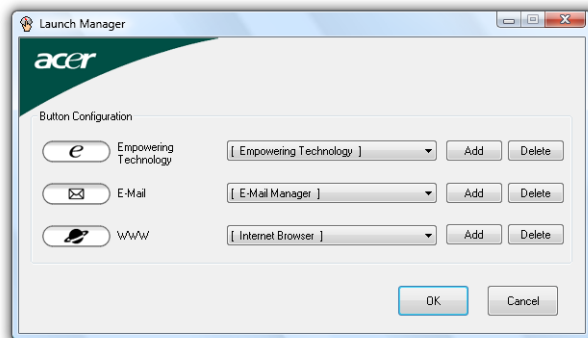 Launch Manager
acer
Button Configuration
e
Empowering
Technology
[ Empowering Technology ]
Add
Delete
E-Mail
[ E-Mail Manager ]
Add
Delete
WWW
[ Internet Browser ]
Add
Delete
OK
Cancel